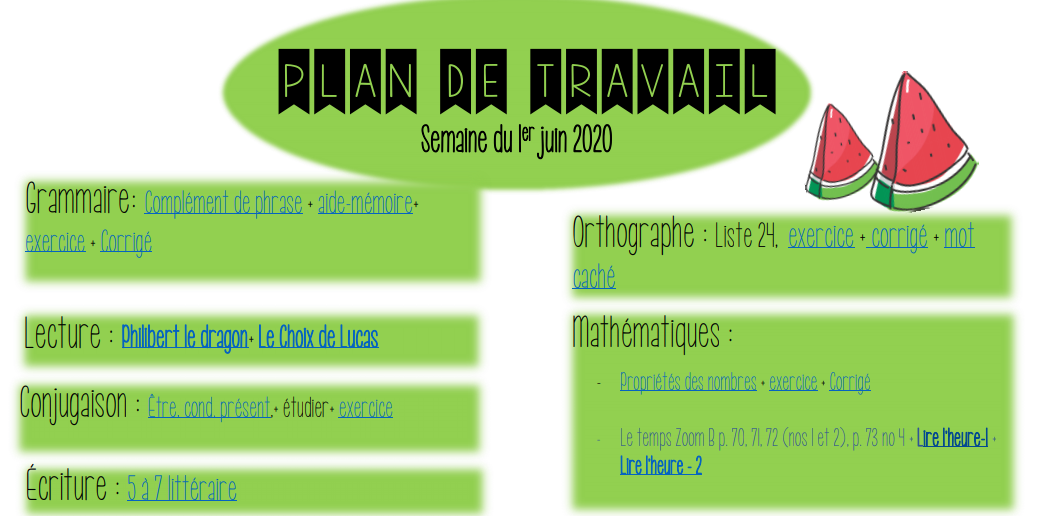 PLAN DE TRAVAIL
Semaine du 1er juin 2020
Grammaire: Complément de phrase + aide-mémoire+
exercice + Corrigé
Lecture : Philibert le dragon+ Le Choix de Lucas
Conjugaison : Être, cond. présent + étudier+ exercice
Écriture : 5 à 7 littéraire
Orthographe : Liste 24, exercice + corrigé + mot
caché
Mathématiques :
- Propriétés des nombres + exercice + Corrigé
- Le temps Zoom B p. 70, 71, 72 (nos 1 et 2), p. 73 no 4 + Lire l'heure-1 +
Lire l'heure - 2